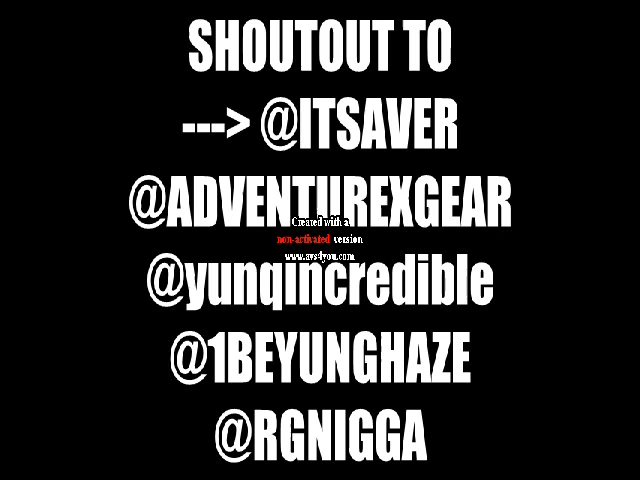 SHOUTOUT TO
---> @ITSAVER
@ADVENTUREXGEAR
Created with a
non-activated version
www.avs4you.com
@yunqincredible
@1BEYUNGHAZE
@RGNIGGA